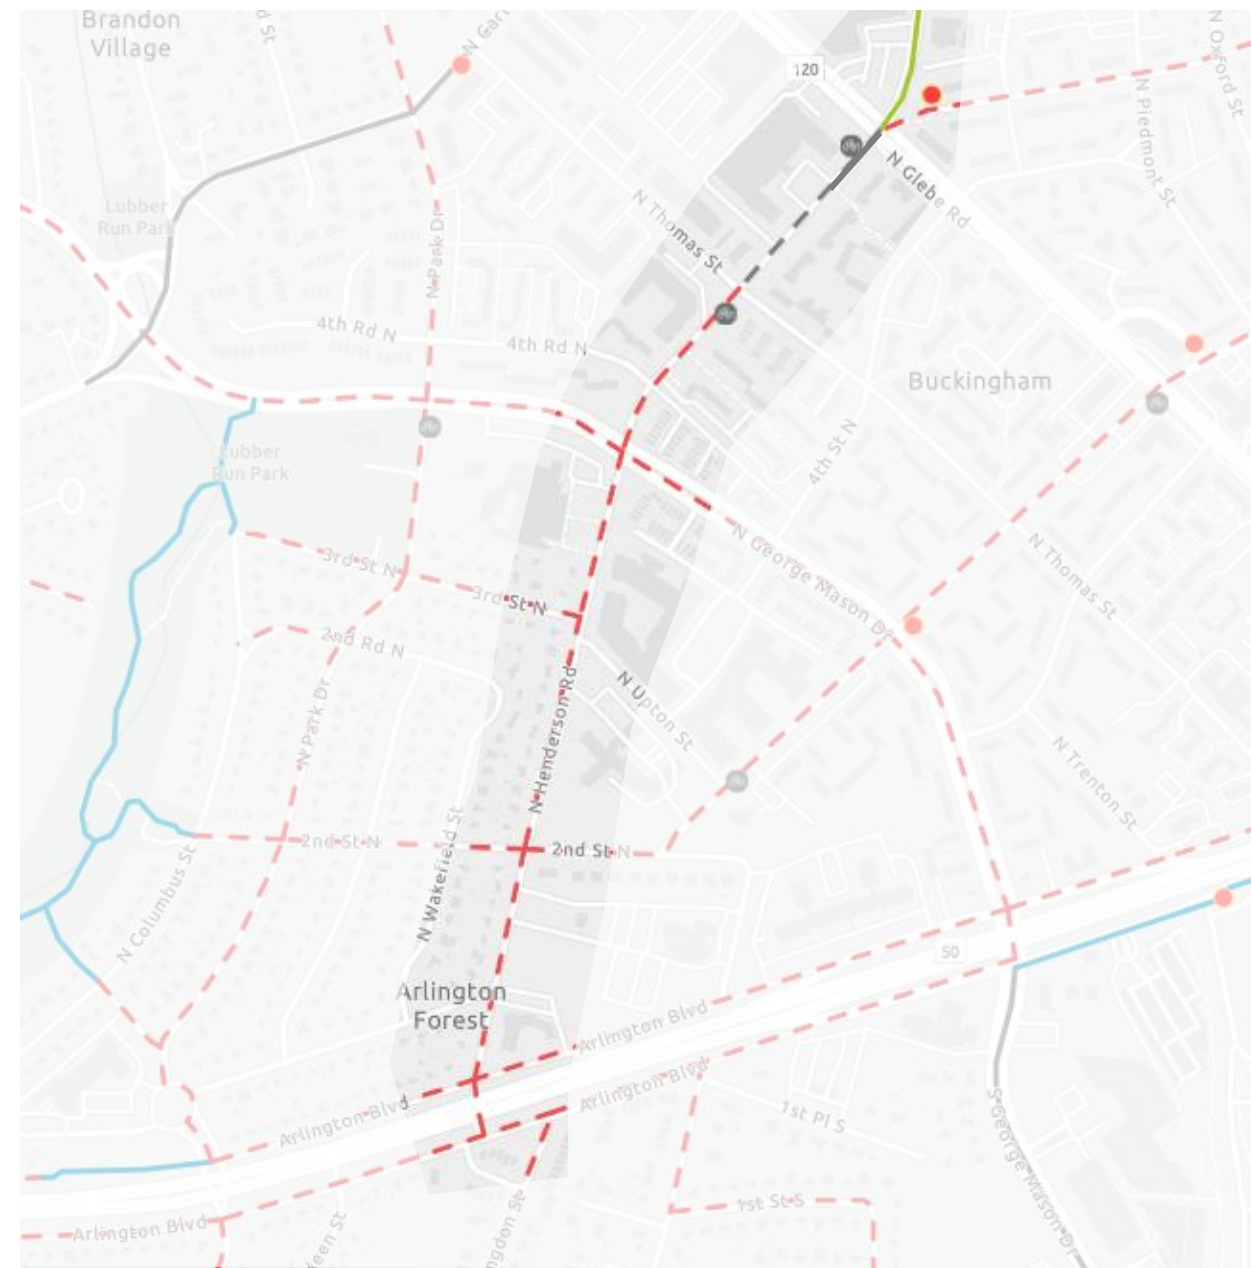 Brandon
Village
N Oxford St
120
N Piedmont St
N Glebe Rd
Lubber
Run Park
N Thomas St
N Park Dr
4th Rd N
4th Rd N
Buckingham
4th St N
Lubber
Run Park
N George Mason Dr
N Thomas St
3rd St N
3rd St N
2nd Rd N
N Upton St
N Park Dr
N Henderson Rd
N Trenton St
2nd St N
N Wakefield St
2nd St N
N Columbus St
50
Arlington
Forest
Arlington Blvd
Arlington Blvd
Arlington Blvd
1st Pl S
S George Mason Dr
1st St S
Arlington Blvd